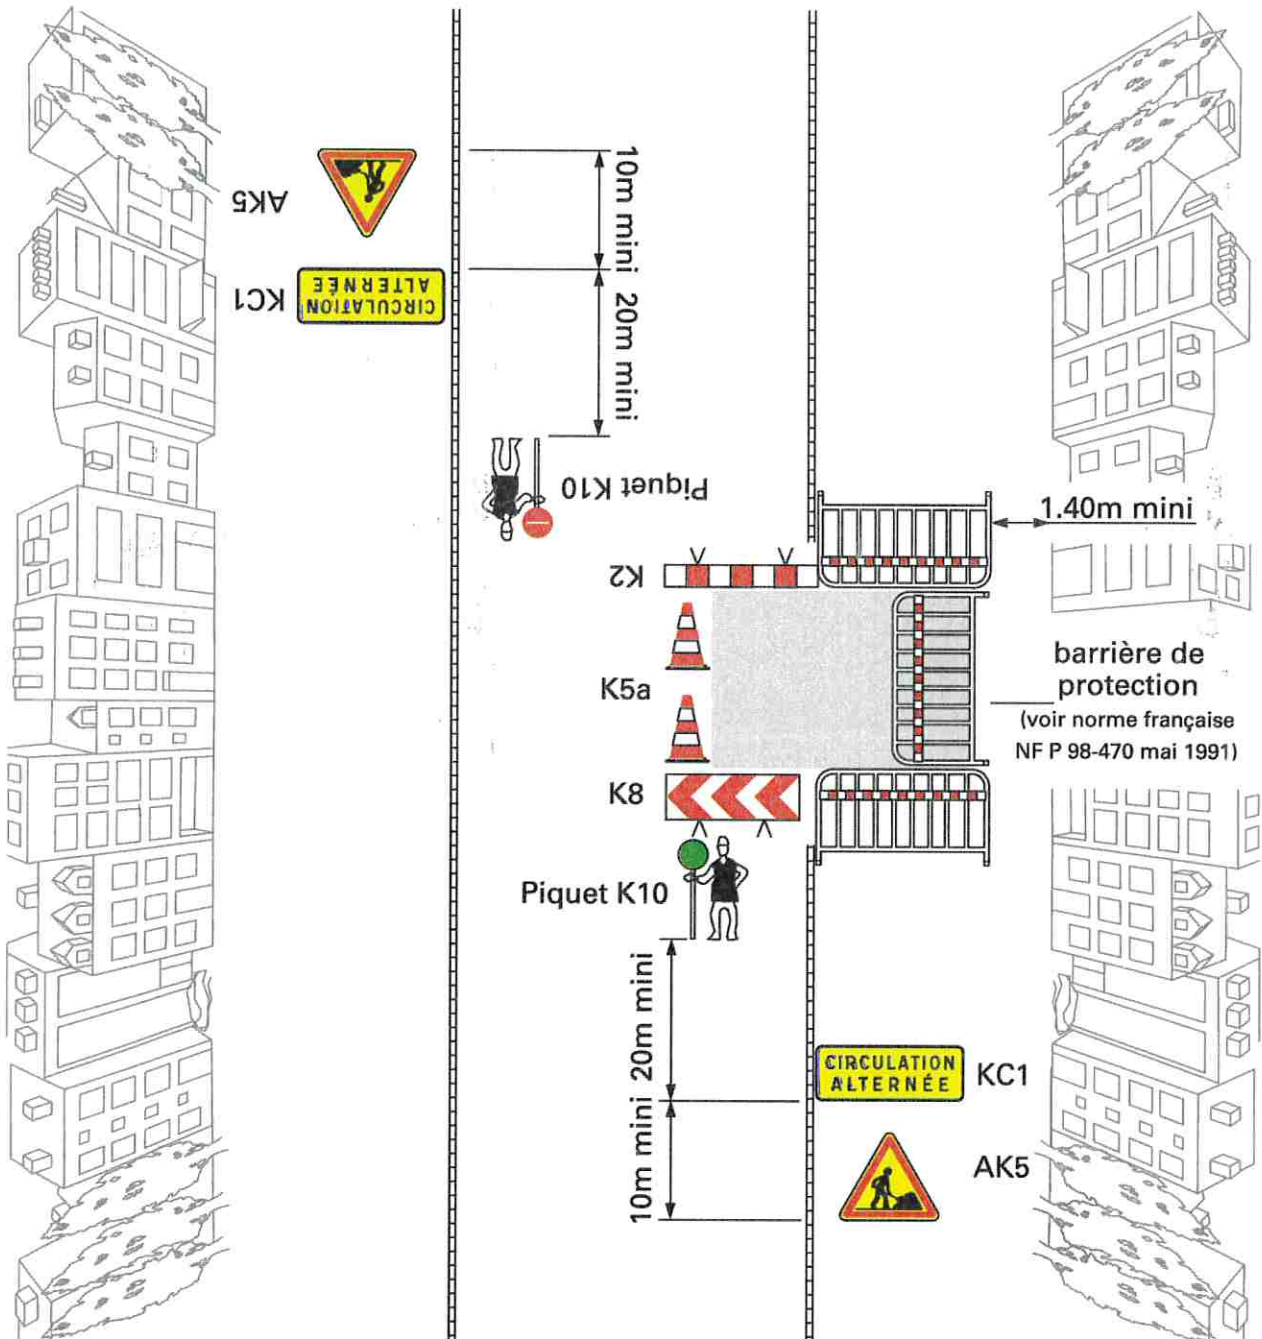 AK5
10m mini
KC1
CIRCULATION
ALTERNÉE
20m mini
Piquet K10
1.40m mini
K2
K5a
barrière de
protection
(voir norme française
NF P 98-470 mai 1991)
K8
Piquet K10
20m mini
CIRCULATION
ALTERNÉE
KC1
10m mini
AK5